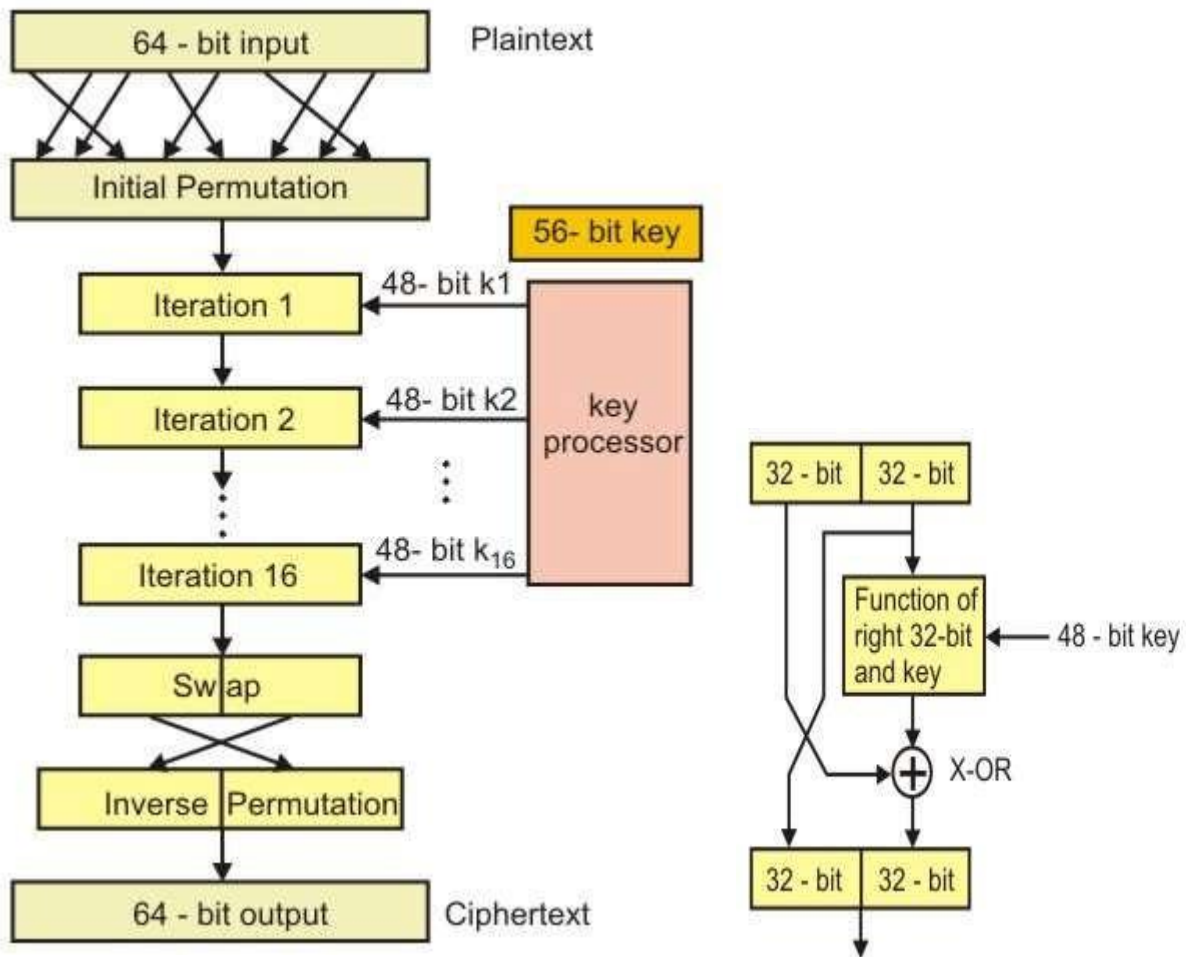 64 - bit input
Plaintext
Initial Permutation
56- bit key
48- bit k1
Iteration 1
48- bit k2
Iteration 2
key
processor
48- bit k16
Iteration 16
Swap
Inverse Permutation
64 - bit output
Ciphertext
32 - bit
32 - bit
Function of
right 32-bit
and key
48 - bit key
X-OR
32 - bit
32 - bit